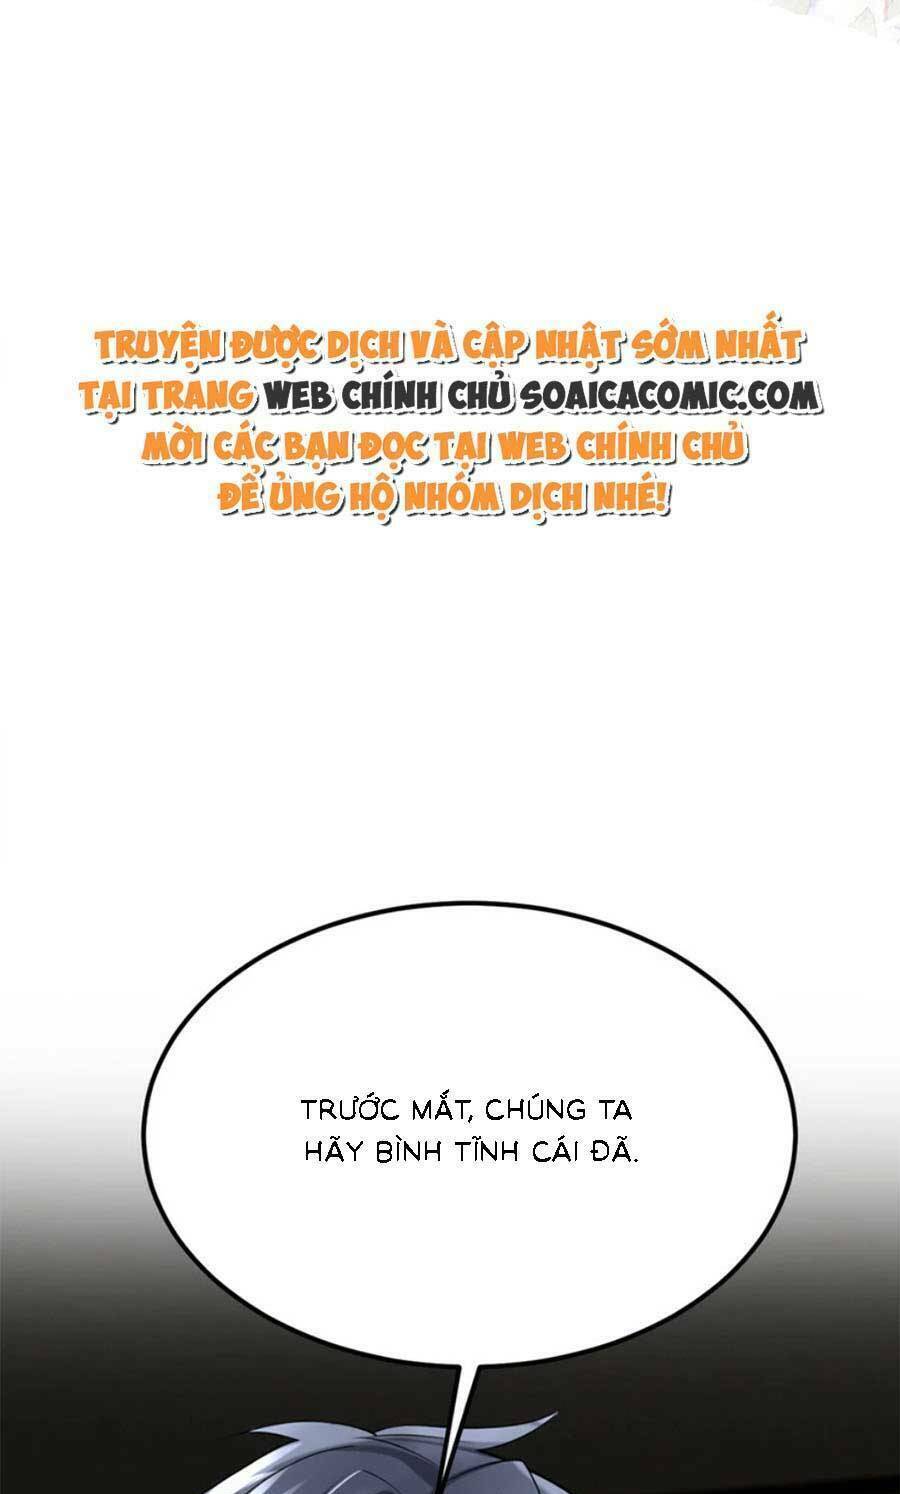 TRUYỆN ĐƯỢC DỊCH VÀ CẬP NHẬT SỚM NHẤT
TẠI TRANG WEB CHÍNH CHỦ SOAICACOMIC.COM
MỜI CÁC BẠN ĐỌC TẠI WEB CHÍNH CHỦ
ĐỂ ỦNG HỘ NHÓM DỊCH NHÉ!
TRƯỚC MẮT, CHÚNG TA
HÃY BÌNH TĨNH CÁI ĐÃ.